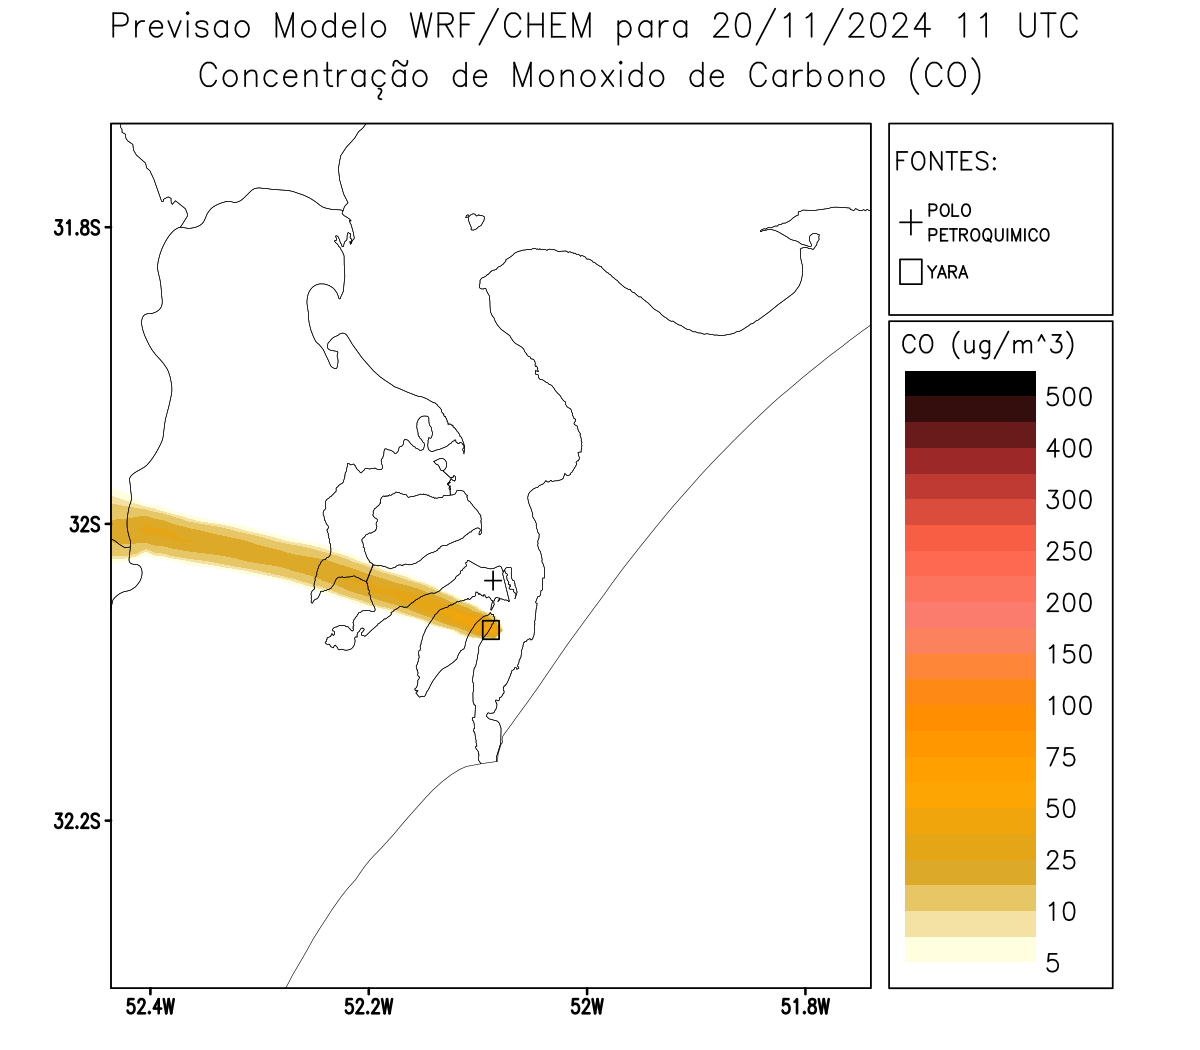 Previsao Modelo WRF/CHEM para 20/11/2024 11 UTC
Concentração de Monoxido de Carbono (CO)
FONTES:
POLO
PETROQUIMICO
YARA
CO (ug/m^3)
500
400
300
250
200
150
100
75
50
25
10
5
31.8S
32S
32.2S
52.4W
52.2W
52W
51.8W